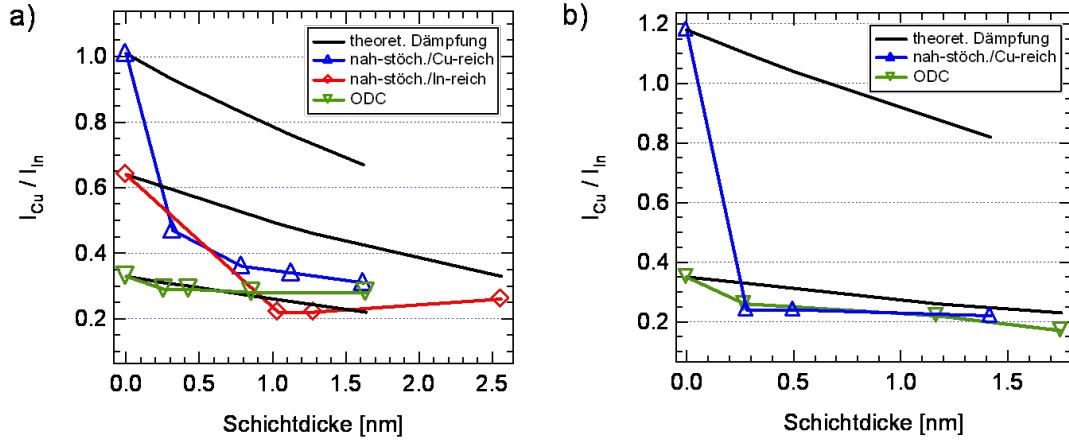 a)
I_Cu / I_In
1.0
0.8
0.6
0.4
0.2
0.0 0.5 1.0 1.5 2.0 2.5
Schichtdicke [nm]
theoret. Dämpfung
nah-stöch./Cu-reich
nah-stöch./In-reich
ODC
b)
I_Cu / I_In
1.2
1.0
0.8
0.6
0.4
0.2
0.0 0.5 1.0 1.5
Schichtdicke [nm]
theoret. Dämpfung
nah-stöch./Cu-reich
ODC